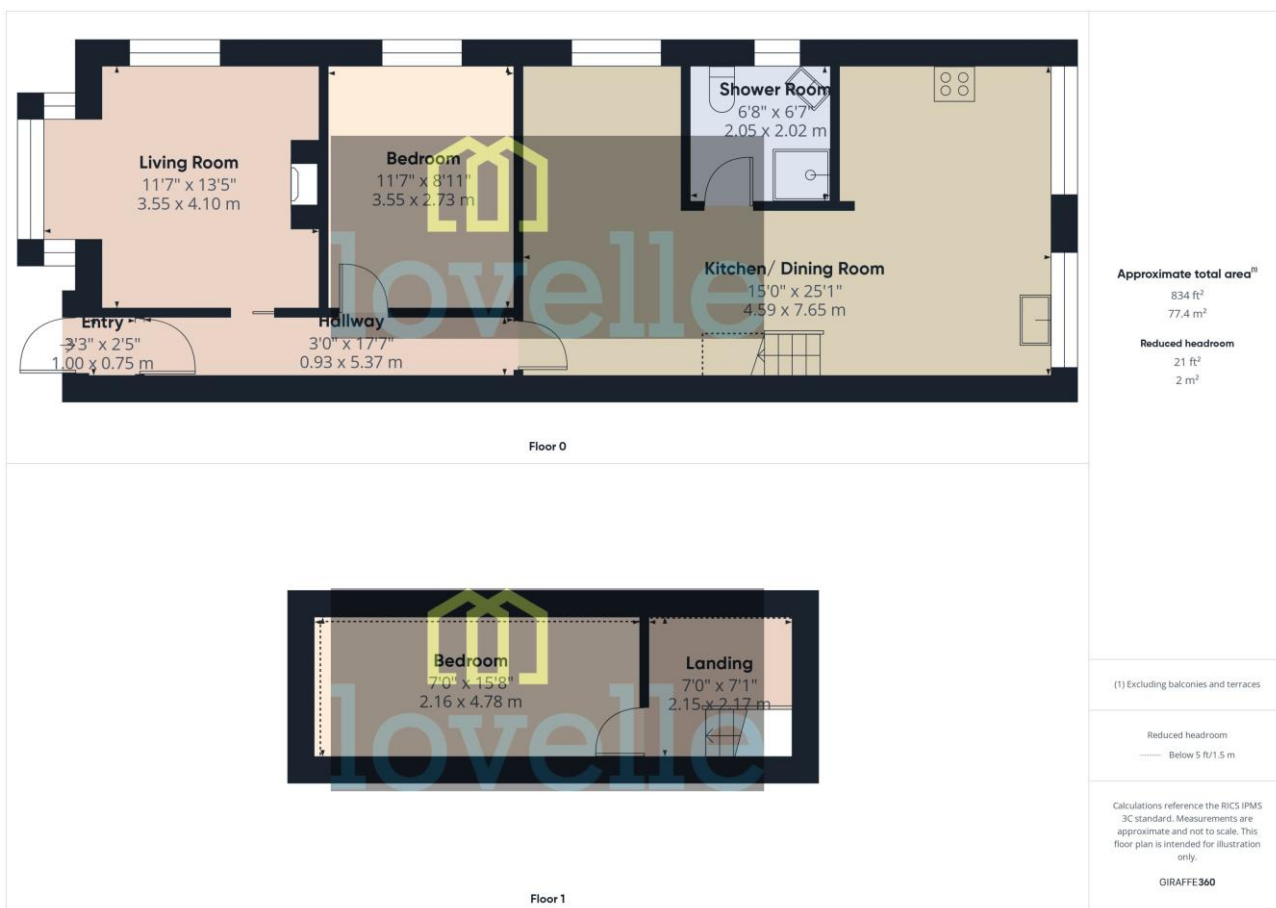 Living Room
11'7" x 13'5"
3.55 x 4.10 m
Bedroom
11'7" x 8'11"
3.55 x 2.73 m
Shower Room
6'8" x 6'7"
2.05 x 2.02 m
Kitchen/ Dining Room
15'0" x 25'1"
4.59 x 7.65 m
Entry
3'3" x 2'5"
1.00 x 0.75 m
Hallway
3'0" x 17'7"
0.93 x 5.37 m
lovelle
Floor 0
Bedroom
7'0" x 15'8"
2.16 x 4.78 m
Landing
7'0" x 7'1"
2.15 x 2.17 m
lovelle
Floor 1
Approximate total area(1)
834 ft²
77.4 m²
Reduced headroom
21 ft²
2 m²
(1) Excluding balconies and terraces
Reduced headroom
Below 5 ft/1.5 m
Calculations reference the RICS IPMS
3C standard. Measurements are
approximate and not to scale. This
floor plan is intended for illustration
only.
GIRAFFE360